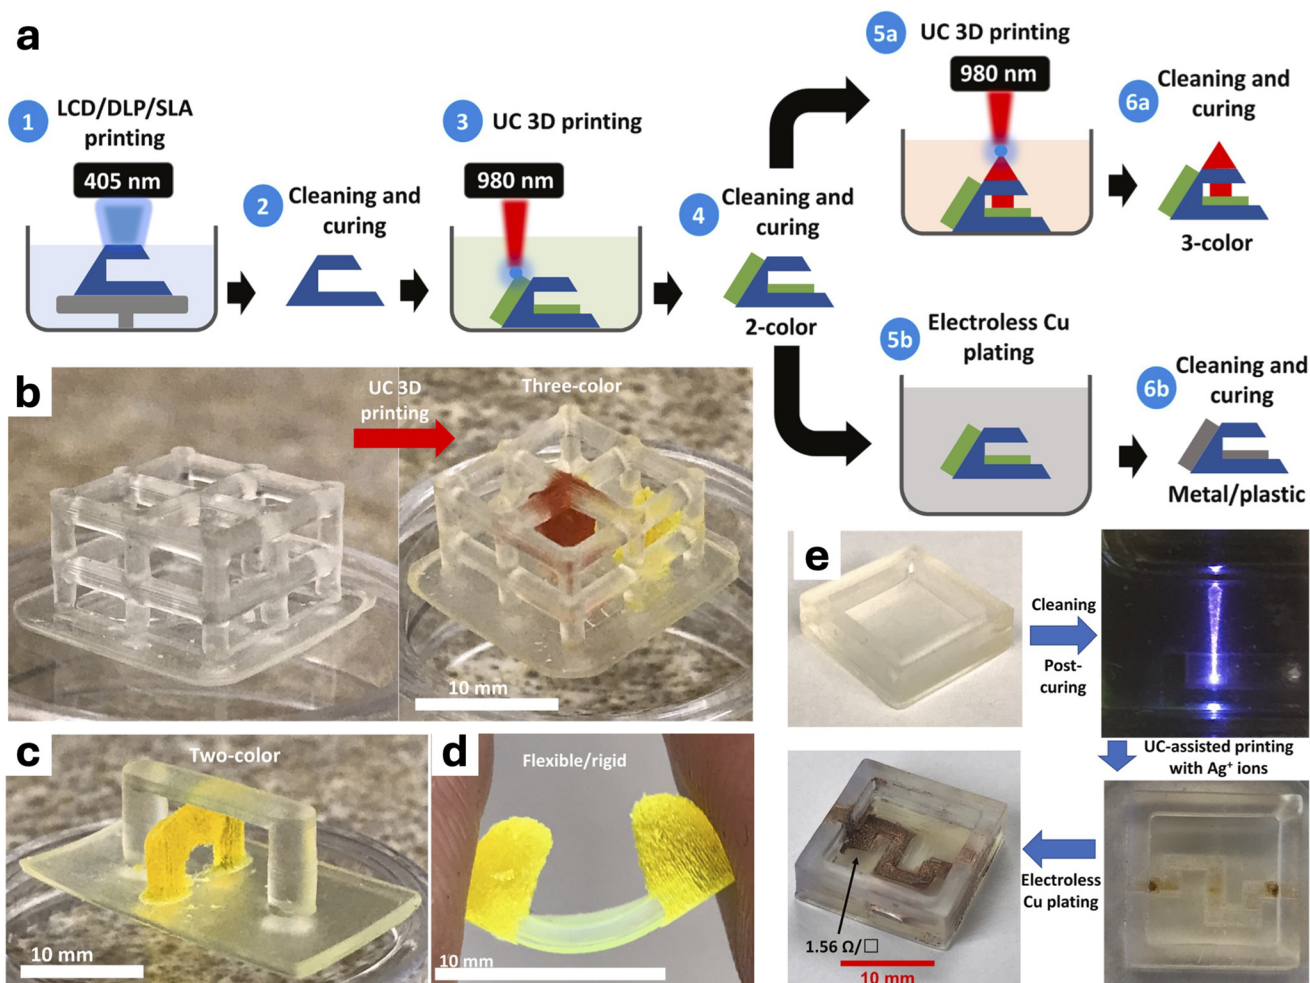 a
1
LCD/DLP/SLA
printing
405 nm
2
Cleaning and
curing
3
UC 3D printing
980 nm
4
Cleaning and
curing
2-color
5a
UC 3D printing
980 nm
6a
Cleaning and
curing
3-color
5b
Electroless Cu
plating
6b
Cleaning and
curing
Metal/plastic
b
UC 3D
printing
Three-color
10 mm
c
Two-color
10 mm
d
Flexible/rigid
10 mm
e
Cleaning
Post-
curing
UC-assisted printing
with Ag⁺ ions
Electroless
Cu plating
1.56 Ω/□
10 mm